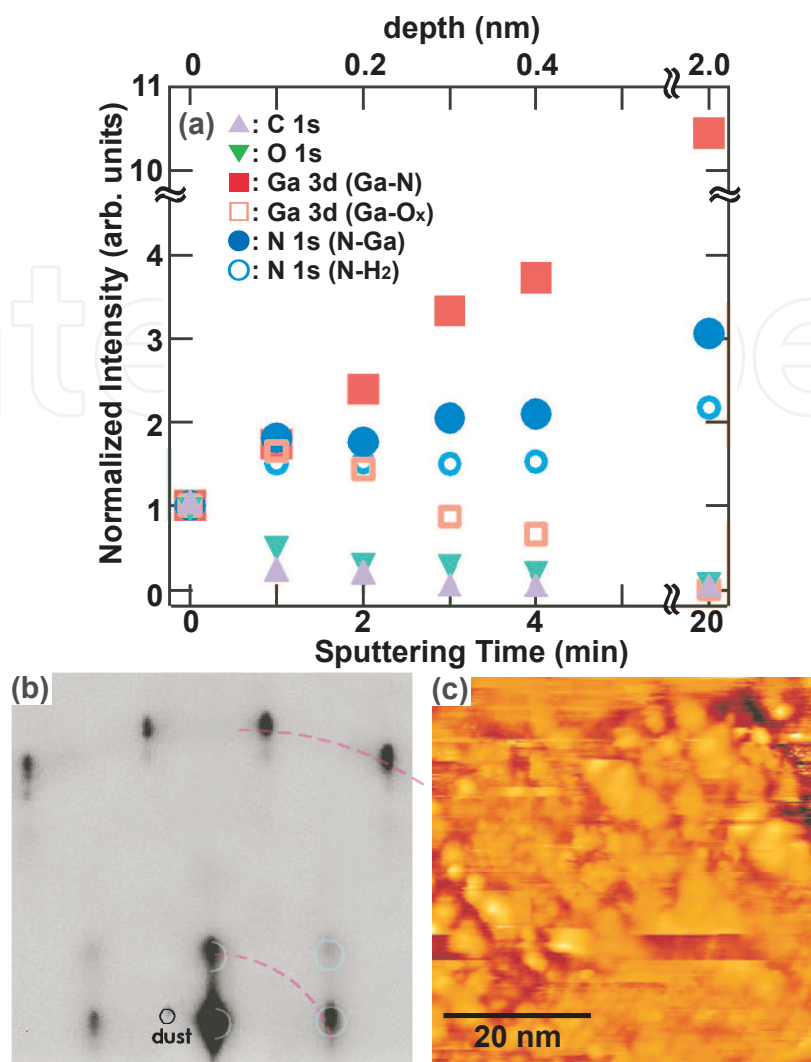 depth (nm)
0 0.2 0.4 2.0
11
10
4
3
2
1
0
Normalized Intensity (arb. units)
(a)
: C 1s
: O 1s
: Ga 3d (Ga-N)
: Ga 3d (Ga-Ox)
: N 1s (N-Ga)
: N 1s (N-H2)
0 2 4 20
Sputtering Time (min)
(b)
dust
(c)
20 nm